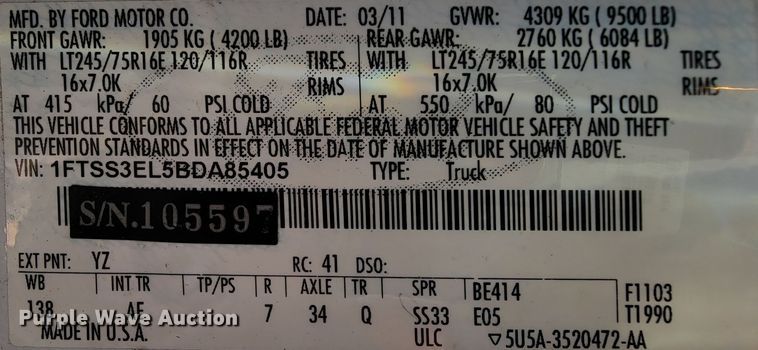 MFD. BY FORD MOTOR CO. DATE: 03/11 GVWR: 4309 KG ( 9500 LB)
FRONT GAWR: 1905 KG ( 4200 LB) REAR GAWR: 2760 KG ( 6084 LB)
WITH LT245/75R16E 120/116R TIRES WITH LT245/75R16E 120/116R TIRES
16x7.0K RIMS 16x7.0K RIMS
AT 415 kPa/ 60 PSI COLD AT 550 kPa/ 80 PSI COLD
THIS VEHICLE CONFORMS TO ALL APPLICABLE FEDERAL MOTOR VEHICLE SAFETY AND THEFT
PREVENTION STANDARDS IN EFFECT ON THE DATE OF MANUFACTURE SHOWN ABOVE.
VIN: 1FTSS3EL5BDA85405 TYPE: Truck
S/N.105597
EXT PNT: YZ RC: 41 DSO:
WB INT TR TP/PS R AXLE TR SPR BE414 F1103
138 AE 7 34 Q SS33 E05 T1990
Purple Wave Auction
MADE IN U.S.A. ULC 5U5A-3520472-AA